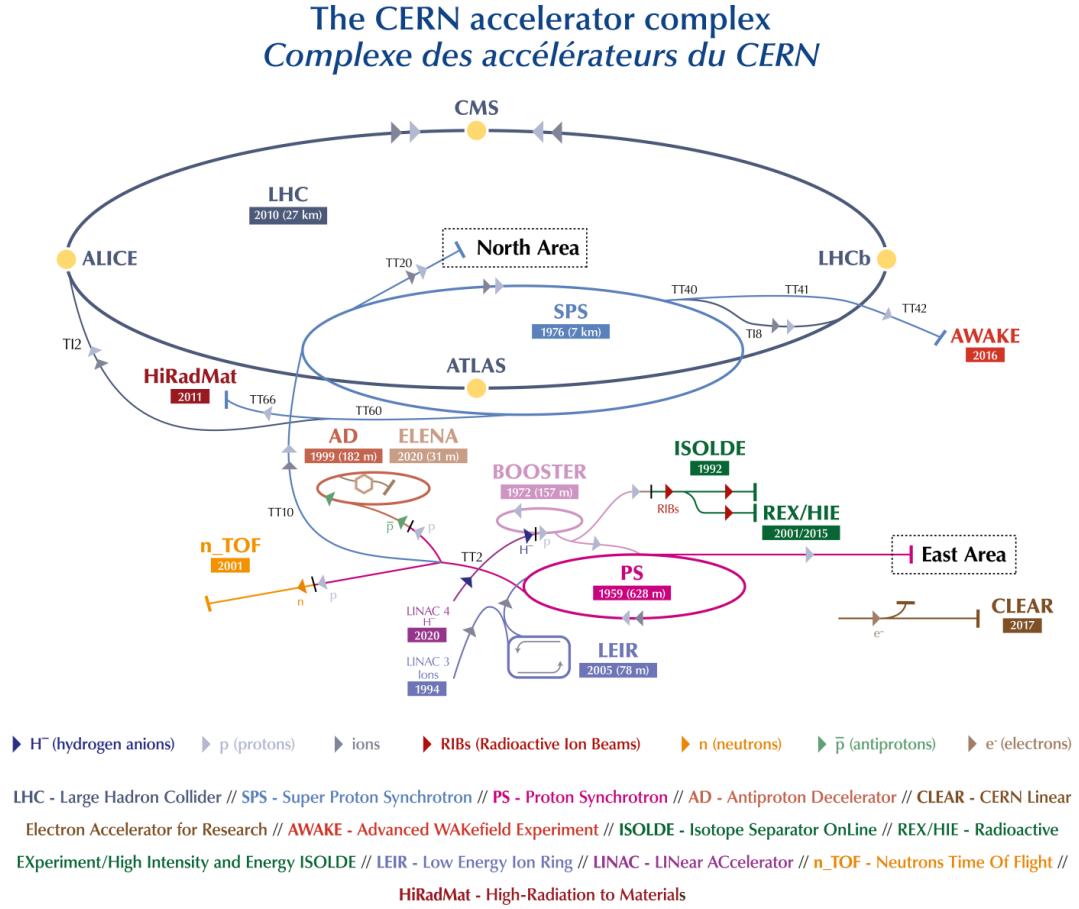 The CERN accelerator complex
Complexe des accélérateurs du CERN
CMS
LHC
2010 (27 km)
ALICE
LHCb
North Area
TT20
SPS
1976 (7 km)
TT40
TT41
TT42
TI8
AWAKE
2016
TI2
ATLAS
HiRadMat
2011
TT66
TT60
AD
1999 (182 m)
ELENA
2020 (31 m)
TT10
p̅
p
BOOSTER
1972 (157 m)
H⁻
p
ISOLDE
1992
RIBs
REX/HIE
2001/2015
n_TOF
2001
n
p
TT2
East Area
PS
1959 (628 m)
LINAC 4
H⁻
2020
CLEAR
2017
e⁻
LINAC 3
Ions
1994
LEIR
2005 (78 m)
H⁻ (hydrogen anions)
p (protons)
ions
RIBs (Radioactive Ion Beams)
n (neutrons)
p̅ (antiprotons)
e⁻ (electrons)
LHC - Large Hadron Collider // SPS - Super Proton Synchrotron // PS - Proton Synchrotron // AD - Antiproton Decelerator // CLEAR - CERN Linear
Electron Accelerator for Research // AWAKE - Advanced WAKefield Experiment // ISOLDE - Isotope Separator OnLine // REX/HIE - Radioactive
EXperiment/High Intensity and Energy ISOLDE // LEIR - Low Energy Ion Ring // LINAC - LINear ACcelerator // n_TOF - Neutrons Time Of Flight //
HiRadMat - High-Radiation to Materials